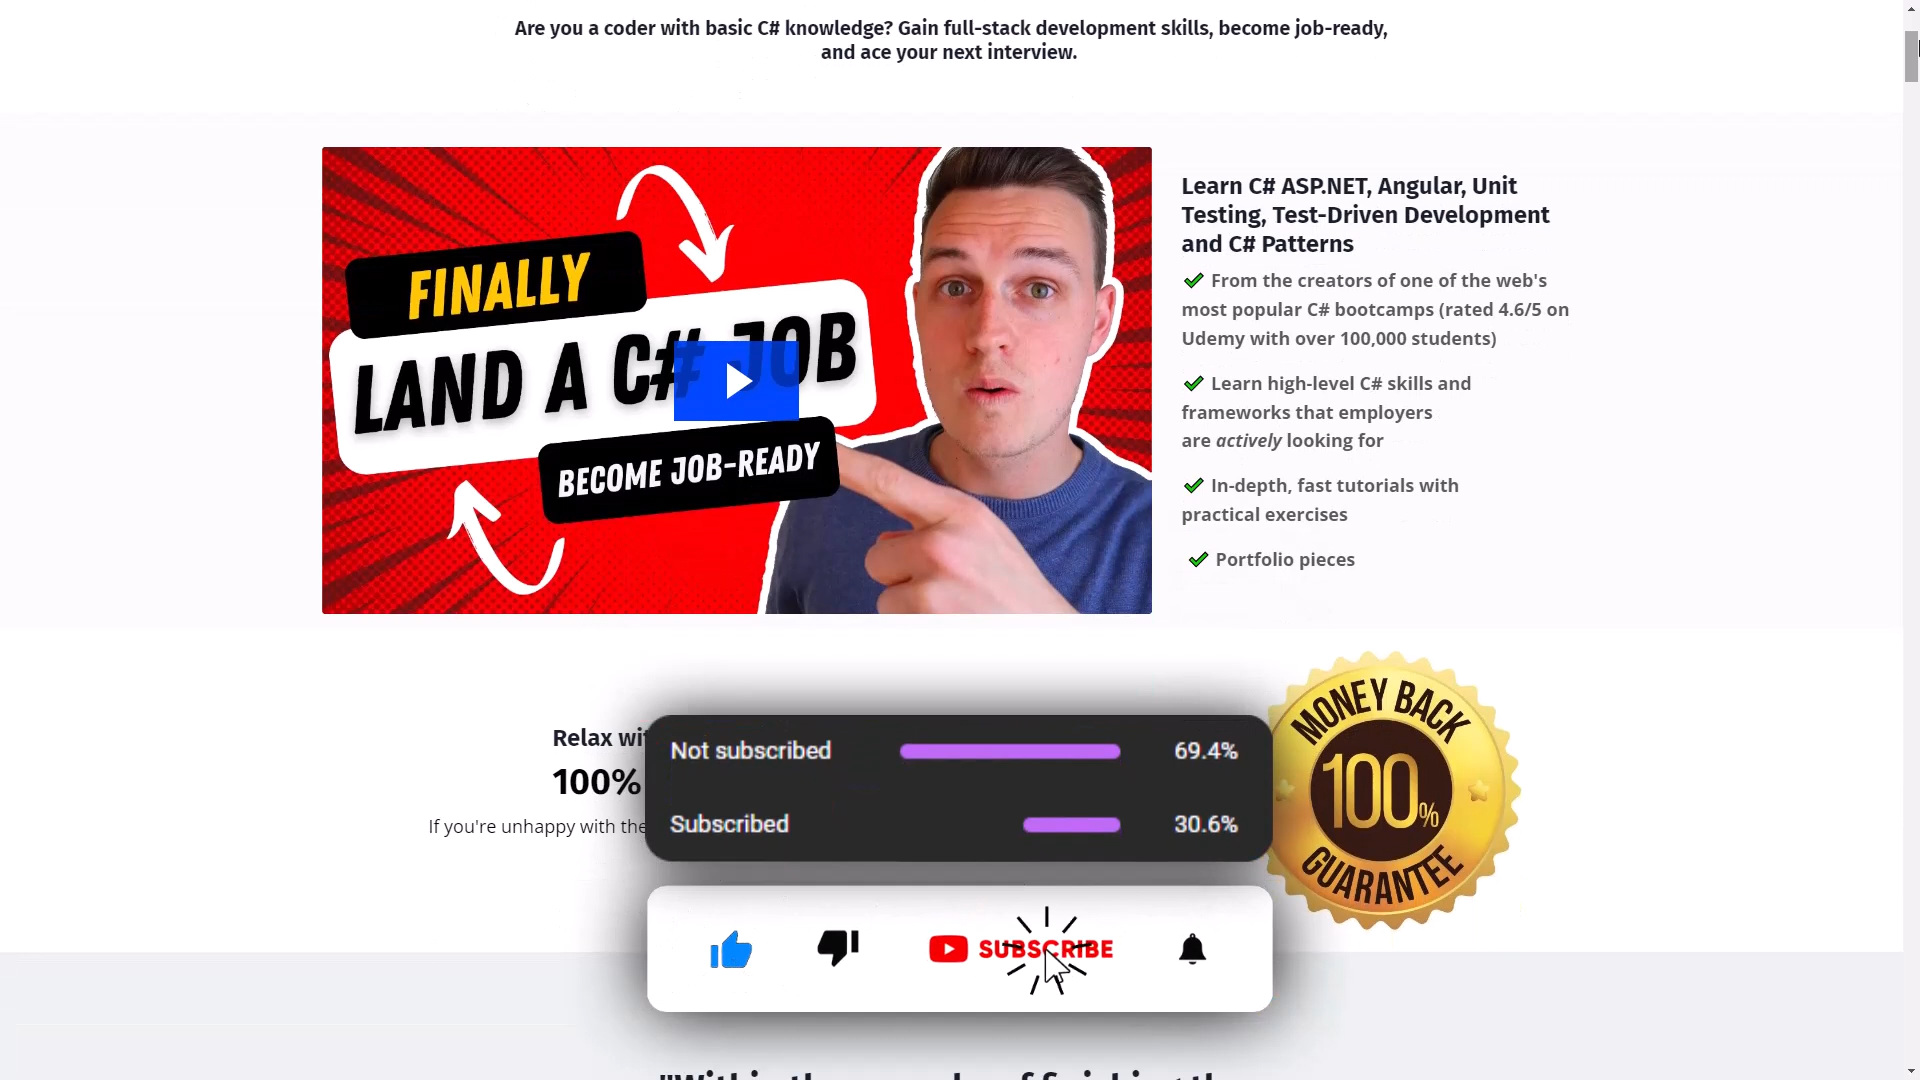 Are you a coder with basic C# knowledge? Gain full-stack development skills, become job-ready,
and ace your next interview.
FINALLY
LAND A C# JOB
BECOME JOB-READY
Learn C# ASP.NET, Angular, Unit
Testing, Test-Driven Development
and C# Patterns
From the creators of one of the web's
most popular C# bootcamps (rated 4.6/5 on
Udemy with over 100,000 students)
Learn high-level C# skills and
frameworks that employers
are actively looking for
In-depth, fast tutorials with
practical exercises
Portfolio pieces
Relax
100%
If you're unhappy with the
Not subscribed 69.4%
Subscribed 30.6%
SUBSCRIBE
MONEY BACK
100%
GUARANTEE